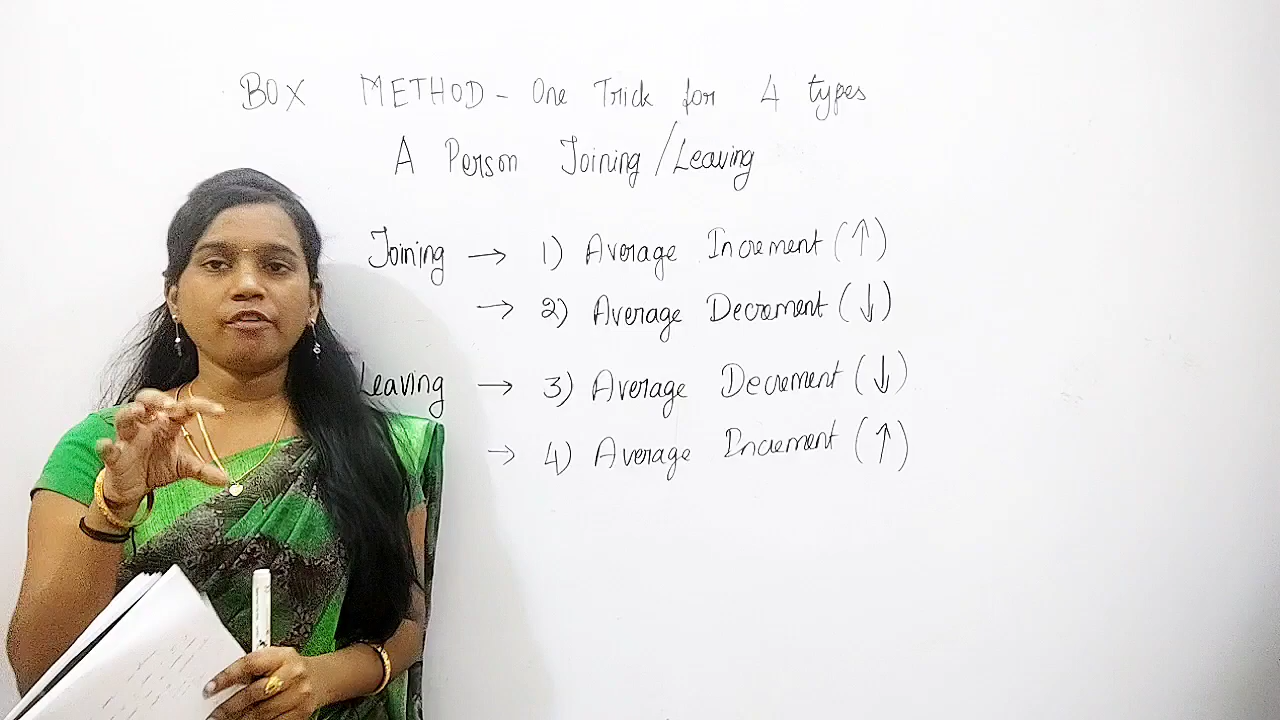 BOX METHOD - One Trick for 4 types
A Person Joining/Leaving
Joining → 1) Average Increment (↑)
→ 2) Average Decrement (↓)
Leaving → 3) Average Decrement (↓)
→ 4) Average Increment (↑)